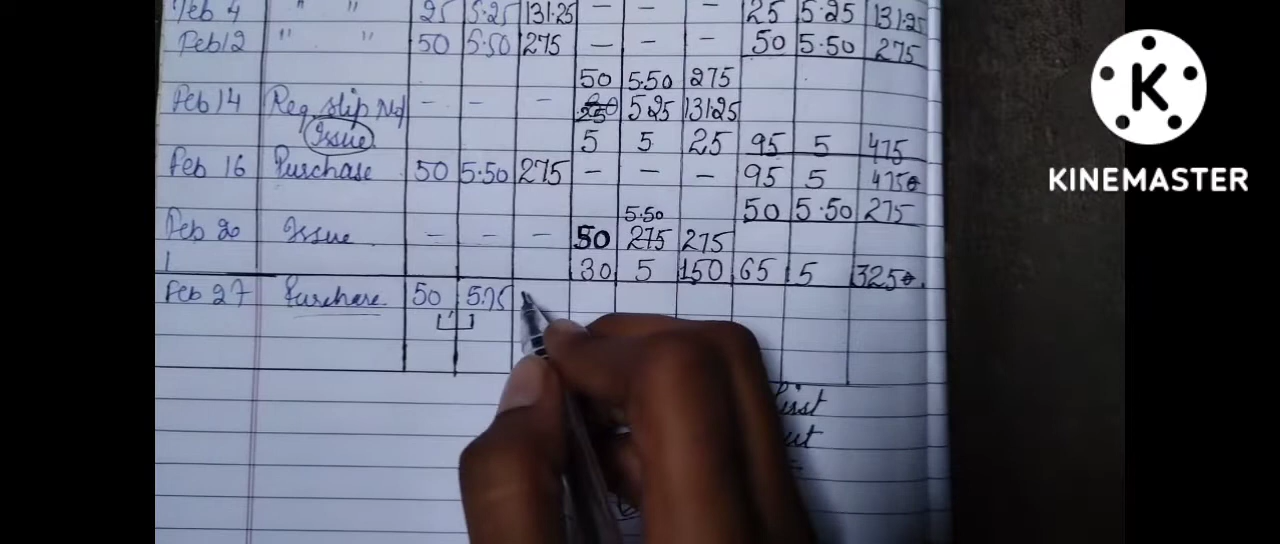 Feb 4 " " 25 5.25 131.25 - - - 25 5.25 131.25
Feb 12 " " 50 5.50 275 - - - 50 5.50 275
50 5.50 275
Feb 14 Req slip No - - - 25 5.25 131.25
Issue 5 5 25 95 5 475
Feb 16 Purchase 50 5.50 275 - - - 95 5 475
50 5.50 275
5.50
Feb 20 Issue - - - 50 275 275
30 5 150 65 5 325
Feb 27 Purchase 50 5.75
K
KINEMASTER